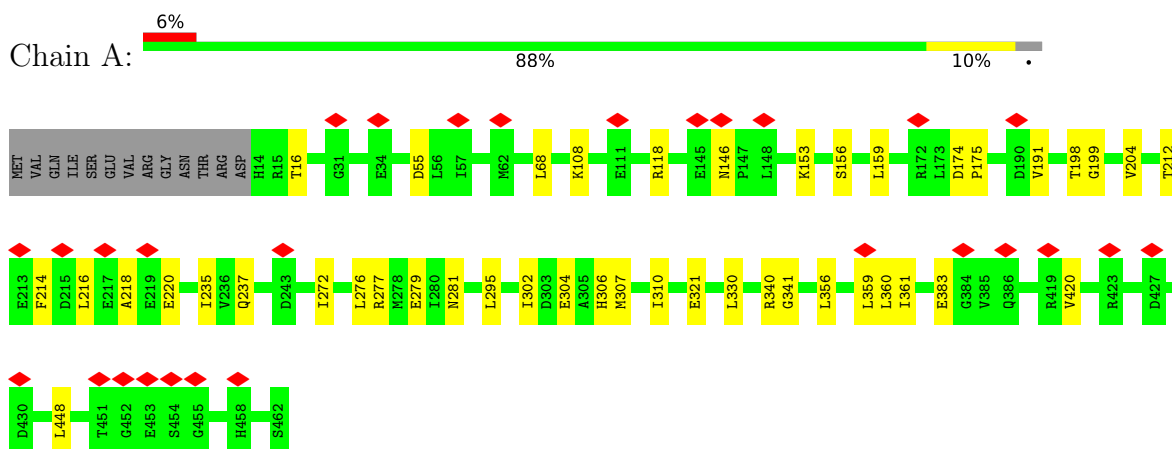 6%
Chain A:
88% 10% •
MET VAL GLN ILE SER GLU VAL ARG GLY ASN THR ARG ASP H14 R15 T16 G31 E34 D55 L56 I57 M62 L68 K108 E111 R118 E145 N146 P147 L148 K153 S156 L159 R172 L173 D174 P175 D190 V191 T198 G199 V204 T212
E213 F214 D215 L216 E217 A218 E219 E220 I235 V236 Q237 D243 I272 L276 R277 M278 E279 I280 N281 L295 I302 D303 E304 A305 H306 M307 I310 E321 L330 R340 G341 L356 L359 L360 I361 E383 G384 V385 Q386 R419 V420 R423 D427
D430 L448 T451 G452 E453 S454 G455 H458 S462